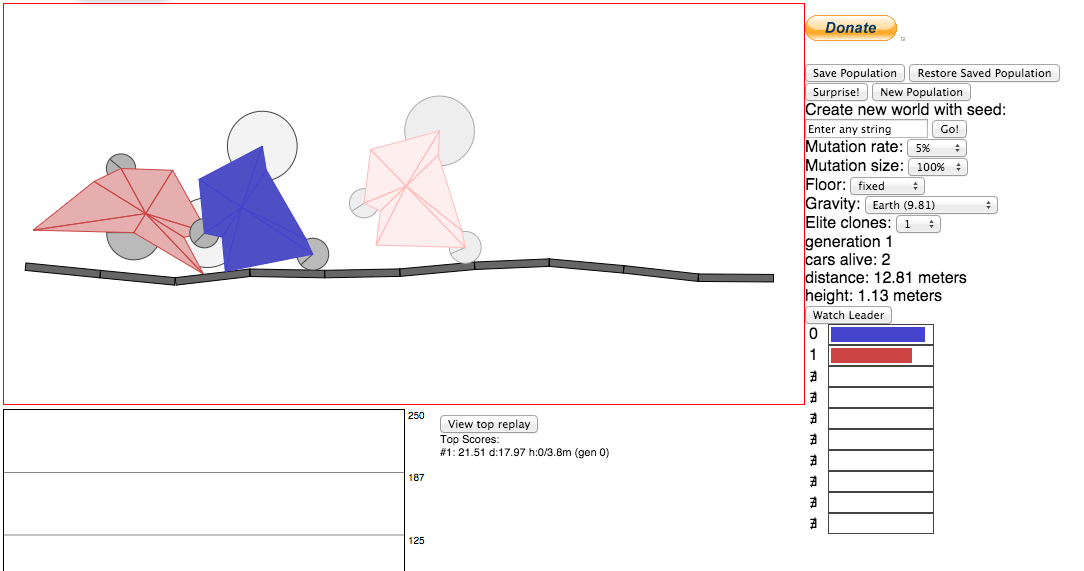 Donate
Save Population
Restore Saved Population
Surprise!
New Population
Create new world with seed:
Enter any string
Go!
Mutation rate: 5%
Mutation size: 100%
Floor: fixed
Gravity: Earth (9.81)
Elite clones: 1
generation 1
cars alive: 2
distance: 12.81 meters
height: 1.13 meters
Watch Leader
0
1
∄
∄
∄
∄
∄
∄
∄
∄
250
187
125
View top replay
Top Scores:
#1: 21.51 d:17.97 h:0/3.8m (gen 0)